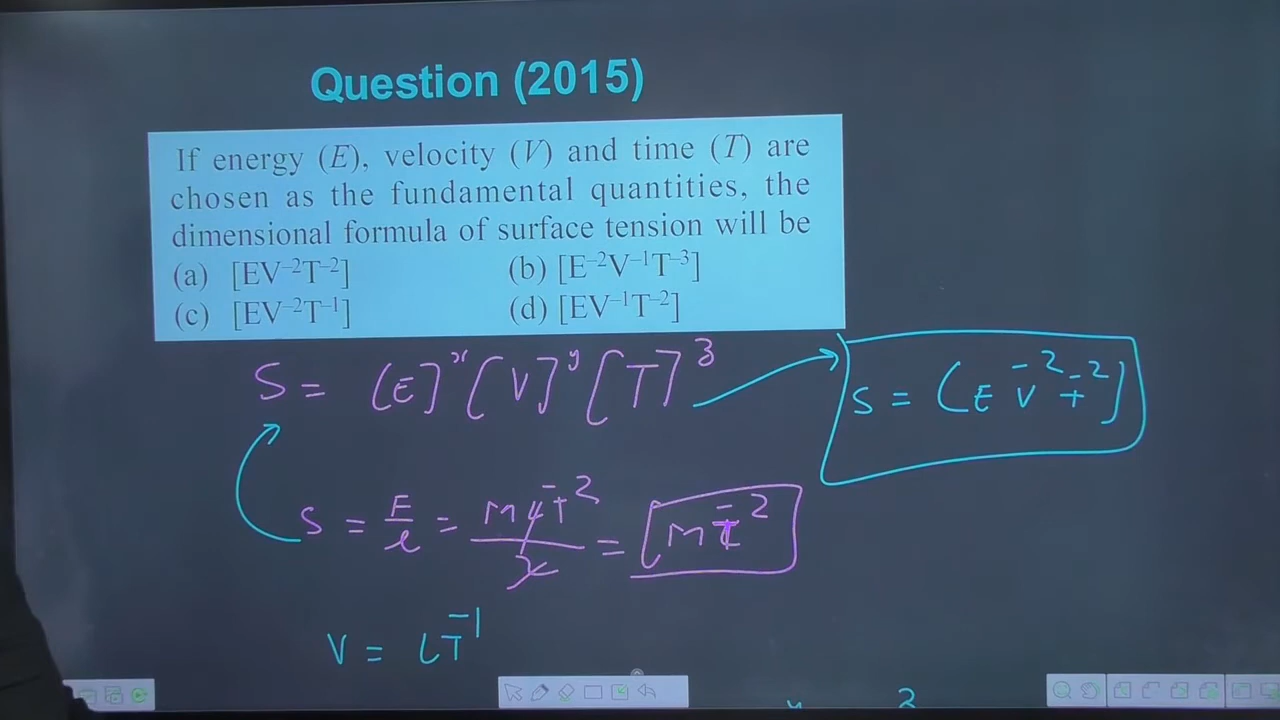 Question (2015)
If energy (E), velocity (V) and time (T) are
chosen as the fundamental quantities, the
dimensional formula of surface tension will be
(a) [EV⁻²T⁻²] (b) [E⁻²V⁻¹T⁻³]
(c) [EV⁻²T⁻¹] (d) [EV⁻¹T⁻²]
S = [E]ˣ [V]ʸ [T]ᶻ
S = (E V⁻² T⁻²)
S = F/l = MLT⁻²/L = [MT⁻²]
V = LT⁻¹
y 2